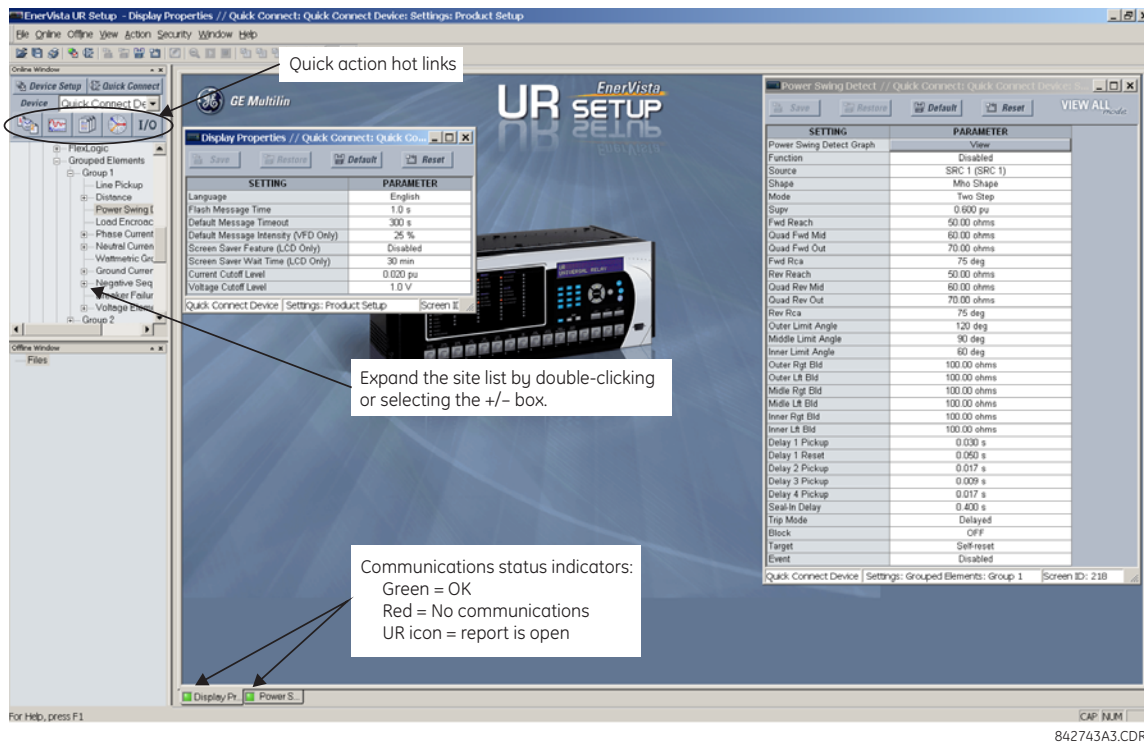 EnerVista UR Setup - Display Properties // Quick Connect: Quick Connect Device: Settings: Product Setup
File Online Offline View Action Security Window Help
Quick action hot links
Online Window
Device Setup Quick Connect
Device Quick Connect De
I/O
FlexLogic
Grouped Elements
Group 1
Line Pickup
Distance
Power Swing D
Load Encroac
Phase Current
Neutral Curren
Wattmetric Gro
Ground Currer
Negative Seq
Breaker Failur
Voltage Eleme
Group 2
Offline Window
Files
GE Multilin
EnerVista
UR SETUP
Display Properties // Quick Connect: Quick Co...
Save Restore Default Reset
SETTING PARAMETER
Language English
Flash Message Time 1.0 s
Default Message Timeout 300 s
Default Message Intensity (VFD Only) 25 %
Screen Saver Feature (LCD Only) Disabled
Screen Saver Wait Time (LCD Only) 30 min
Current Cutoff Level 0.020 pu
Voltage Cutoff Level 1.0 V
Quick Connect Device Settings: Product Setup Screen ID
UR
UNIVERSAL RELAY
Expand the site list by double-clicking
or selecting the +/– box.
Communications status indicators:
Green = OK
Red = No communications
UR icon = report is open
Power Swing Detect // Quick Connect: Quick Connect Device: S...
Save Restore Default Reset VIEW ALL mode
SETTING PARAMETER
Power Swing Detect Graph View
Function Disabled
Source SRC 1 (SRC 1)
Shape Mho Shape
Mode Two Step
Supv 0.600 pu
Fwd Reach 50.00 ohms
Quad Fwd Mid 60.00 ohms
Quad Fwd Out 70.00 ohms
Fwd Rca 75 deg
Rev Reach 50.00 ohms
Quad Rev Mid 60.00 ohms
Quad Rev Out 70.00 ohms
Rev Rca 75 deg
Outer Limit Angle 120 deg
Middle Limit Angle 90 deg
Inner Limit Angle 60 deg
Outer Rgt Bld 100.00 ohms
Outer Lft Bld 100.00 ohms
Midle Rgt Bld 100.00 ohms
Midle Lft Bld 100.00 ohms
Inner Rgt Bld 100.00 ohms
Inner Lft Bld 100.00 ohms
Delay 1 Pickup 0.030 s
Delay 1 Reset 0.050 s
Delay 2 Pickup 0.017 s
Delay 3 Pickup 0.009 s
Delay 4 Pickup 0.017 s
Seal-In Delay 0.400 s
Trip Mode Delayed
Block OFF
Target Self-reset
Event Disabled
Quick Connect Device Settings: Grouped Elements: Group 1 Screen ID: 218
Display Pr... Power S...
For Help, press F1
CAP NUM
842743A3.CDR